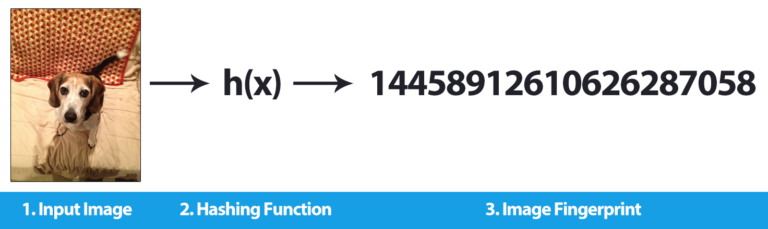 h(x)
14458912610626287058
1. Input Image
2. Hashing Function
3. Image Fingerprint